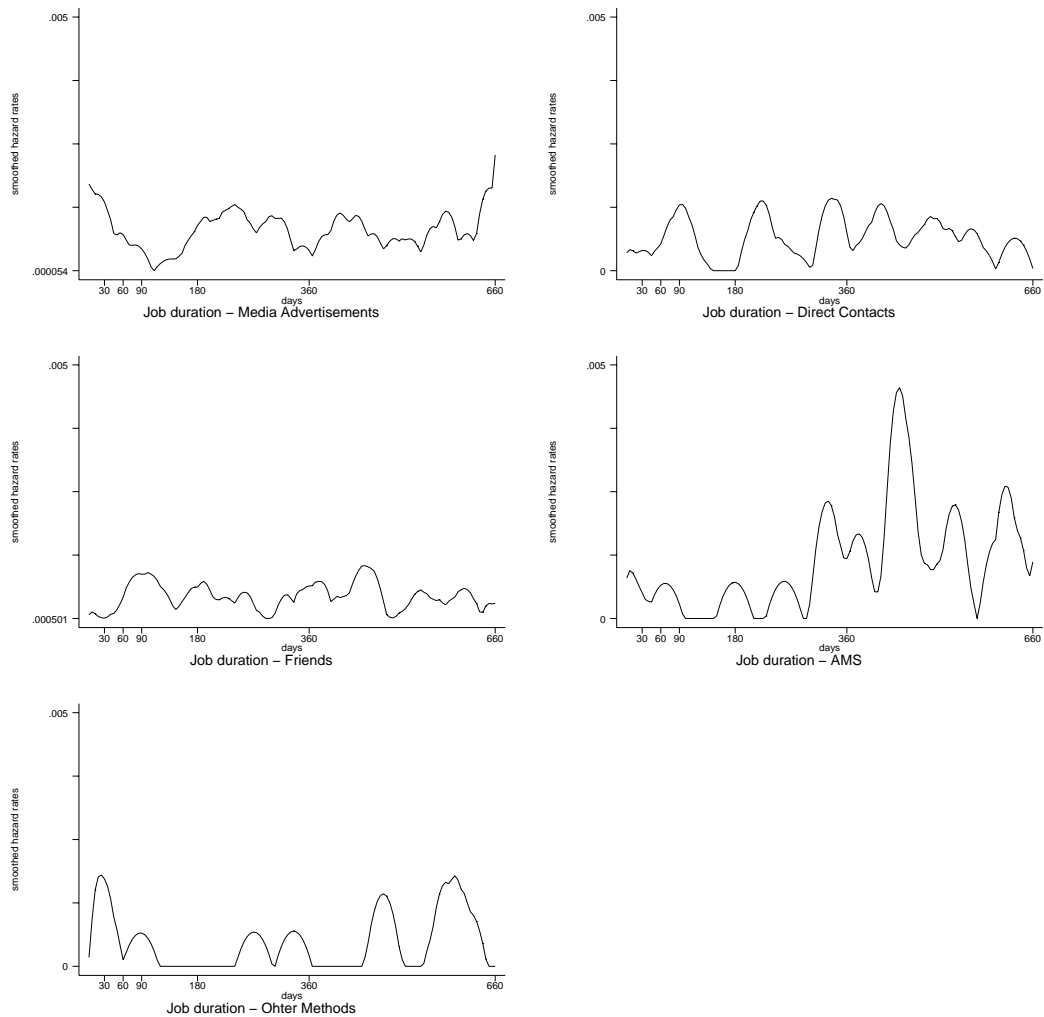 .005
smoothed hazard rates
.000054
30 60 90 180 360 660
days
Job duration – Media Advertisements
.005
smoothed hazard rates
0
30 60 90 180 360 660
days
Job duration – Direct Contacts
.005
smoothed hazard rates
.000501
30 60 90 180 360 660
days
Job duration – Friends
.005
smoothed hazard rates
0
30 60 90 180 360 660
days
Job duration – AMS
.005
smoothed hazard rates
0
30 60 90 180 360 660
days
Job duration – Ohter Methods